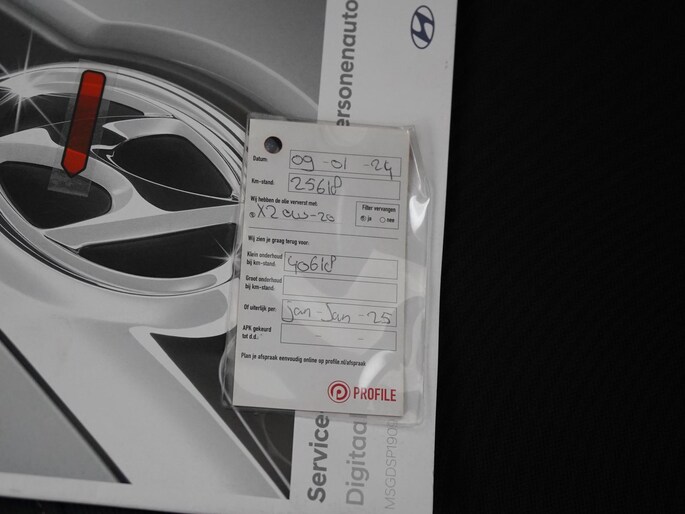 Datum: 09-01-24
Km-stand: 25618
Wij hebben de olie ververst met:
X2 0W-20
Filter vervangen
ja nee
Wij zien je graag terug voor:
Klein onderhoud bij km-stand: 40618
Groot onderhoud bij km-stand:
Of uiterlijk per: jan-Jan-25
APK gekeurd tot d.d.:
Plan je afspraak eenvoudig online op profile.nl/afspraak
PROFILE
Service
Digitaa
ersonenauto